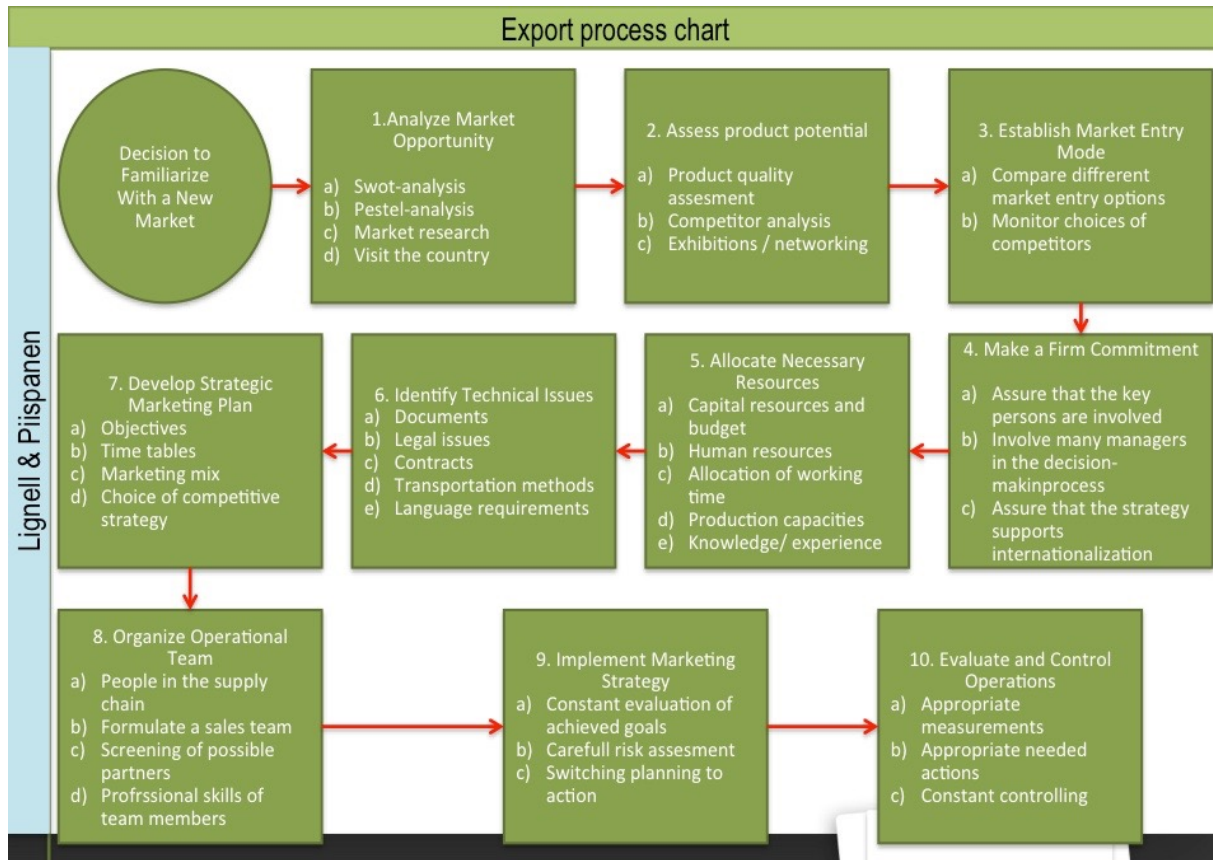 Export process chart
Lignell & Piispanen
Decision to
Familiarize
With a New
Market
1.Analyze Market
Opportunity
a) Swot-analysis
b) Pestel-analysis
c) Market research
d) Visit the country
2. Assess product potential
a) Product quality
assesment
b) Competitor analysis
c) Exhibitions / networking
3. Establish Market Entry
Mode
a) Compare different
market entry options
b) Monitor choices of
competitors
4. Make a Firm Commitment
a) Assure that the key
persons are involved
b) Involve many managers
in the decision-
makinprocess
c) Assure that the strategy
supports
internationalization
5. Allocate Necessary
Resources
a) Capital resources and
budget
b) Human resources
c) Allocation of working
time
d) Production capacities
e) Knowledge/ experience
6. Identify Technical Issues
a) Documents
b) Legal issues
c) Contracts
d) Transportation methods
e) Language requirements
7. Develop Strategic
Marketing Plan
a) Objectives
b) Time tables
c) Marketing mix
d) Choice of competitive
strategy
8. Organize Operational
Team
a) People in the supply
chain
b) Formulate a sales team
c) Screening of possible
partners
d) Profrssional skills of
team members
9. Implement Marketing
Strategy
a) Constant evaluation of
achieved goals
b) Carefull risk assesment
c) Switching planning to
action
10. Evaluate and Control
Operations
a) Appropriate
measurements
b) Appropriate needed
actions
c) Constant controlling